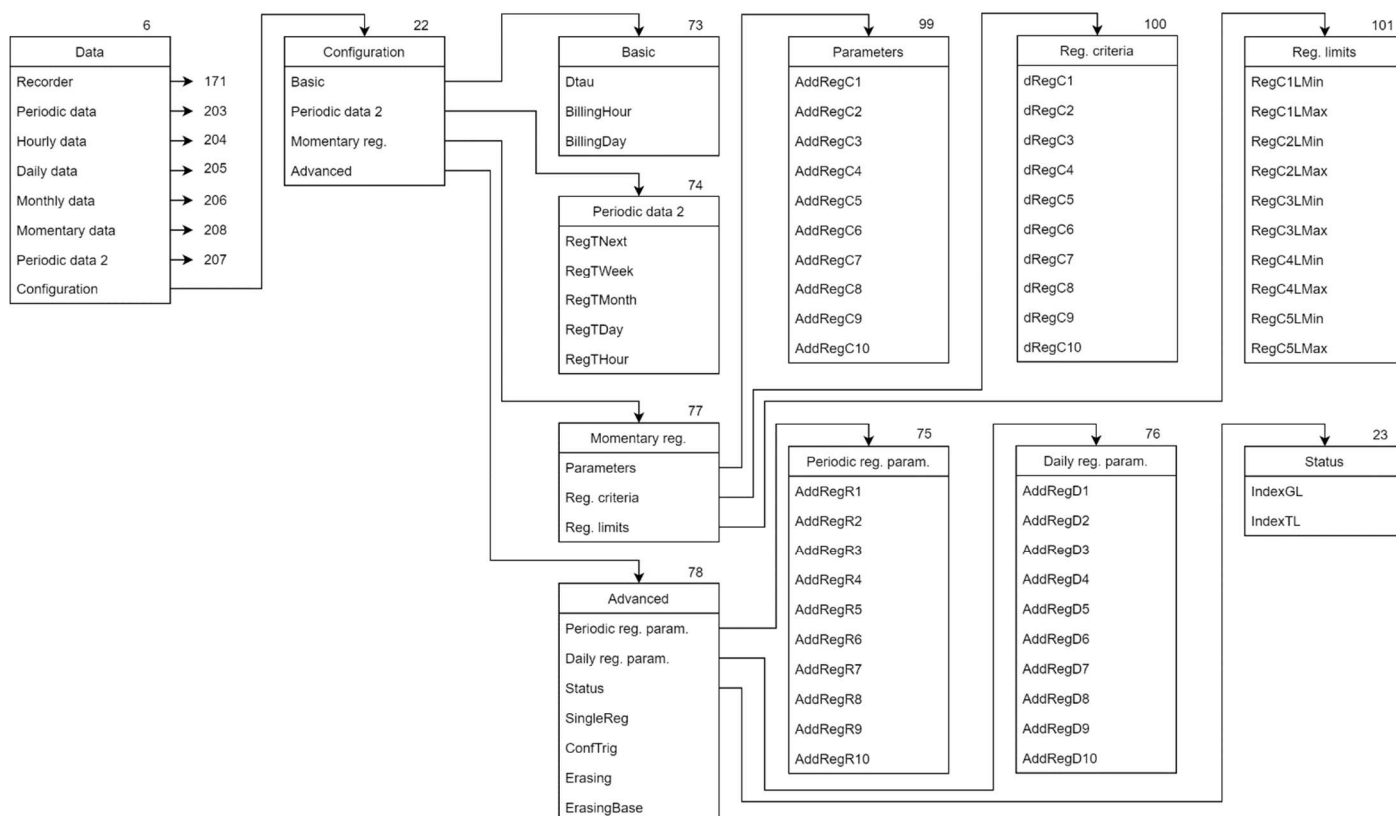 6
Data
Recorder
171
Periodic data
203
Hourly data
204
Daily data
205
Monthly data
206
Momentary data
208
Periodic data 2
207
Configuration
22
Configuration
Basic
Periodic data 2
Momentary reg.
Advanced
73
Basic
Dtau
BillingHour
BillingDay
74
Periodic data 2
RegTNext
RegTWeek
RegTMonth
RegTDay
RegTHour
77
Momentary reg.
Parameters
Reg. criteria
Reg. limits
78
Advanced
Periodic reg. param.
Daily reg. param.
Status
SingleReg
ConfTrig
Erasing
ErasingBase
99
Parameters
AddRegC1
AddRegC2
AddRegC3
AddRegC4
AddRegC5
AddRegC6
AddRegC7
AddRegC8
AddRegC9
AddRegC10
100
Reg. criteria
dRegC1
dRegC2
dRegC3
dRegC4
dRegC5
dRegC6
dRegC7
dRegC8
dRegC9
dRegC10
101
Reg. limits
RegC1LMin
RegC1LMax
RegC2LMin
RegC2LMax
RegC3LMin
RegC3LMax
RegC4LMin
RegC4LMax
RegC5LMin
RegC5LMax
75
Periodic reg. param.
AddRegR1
AddRegR2
AddRegR3
AddRegR4
AddRegR5
AddRegR6
AddRegR7
AddRegR8
AddRegR9
AddRegR10
76
Daily reg. param.
AddRegD1
AddRegD2
AddRegD3
AddRegD4
AddRegD5
AddRegD6
AddRegD7
AddRegD8
AddRegD9
AddRegD10
23
Status
IndexGL
IndexTL